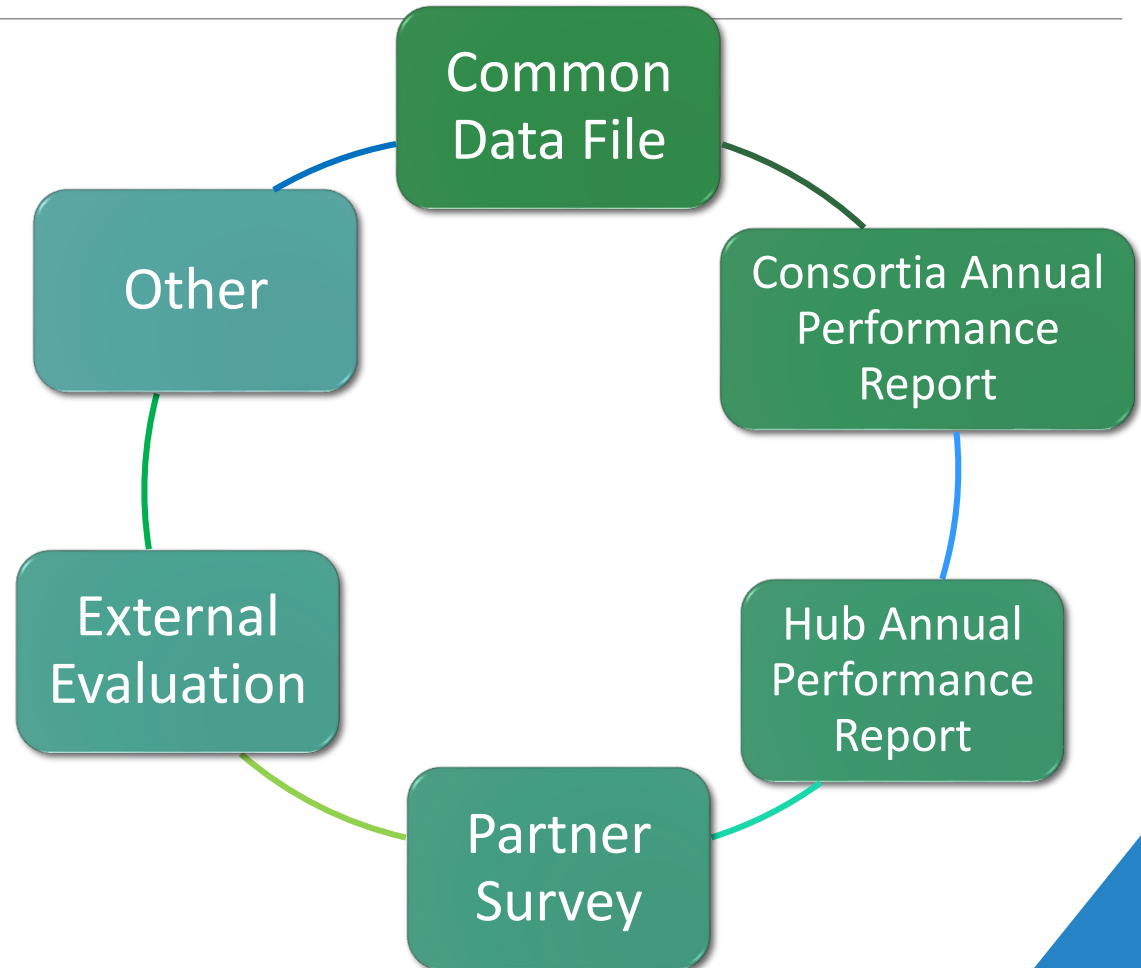 Common
Data File
Consortia Annual
Performance
Report
Hub Annual
Performance
Report
Partner
Survey
External
Evaluation
Other